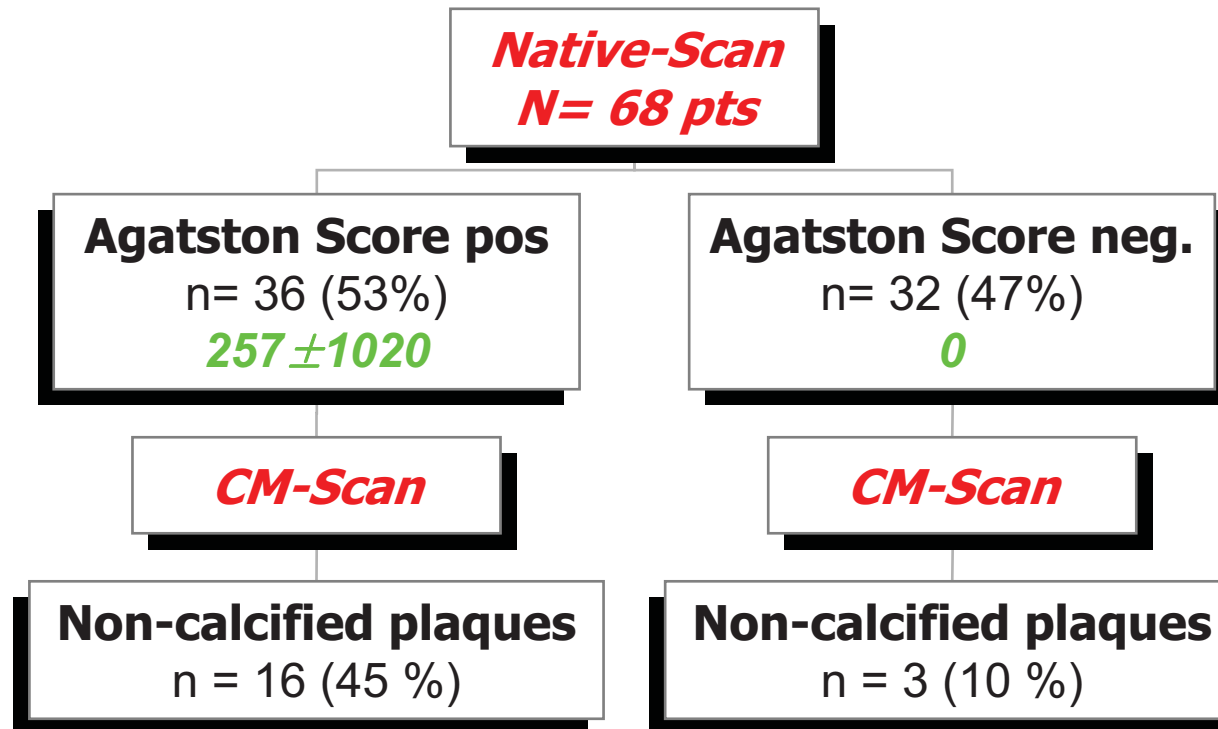 Native-Scan
N= 68 pts
Agatston Score pos
n= 36 (53%)
257±1020
Agatston Score neg.
n= 32 (47%)
0
CM-Scan
CM-Scan
Non-calcified plaques
n = 16 (45 %)
Non-calcified plaques
n = 3 (10 %)